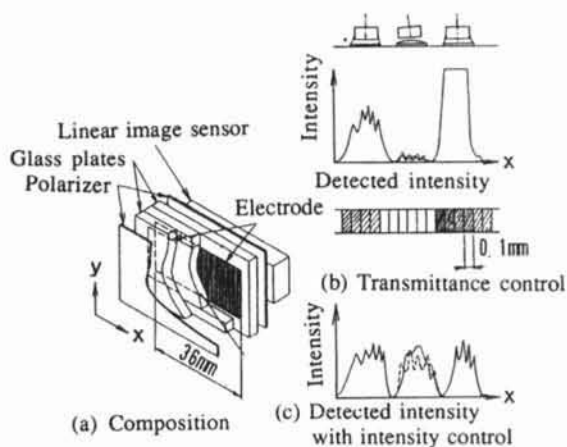 Linear image sensor
Glass plates
Polarizer
Electrode
y
x
36mm
(a) Composition
Intensity
x
Detected intensity
0.1mm
(b) Transmittance control
Intensity
x
(c) Detected intensity
with intensity control